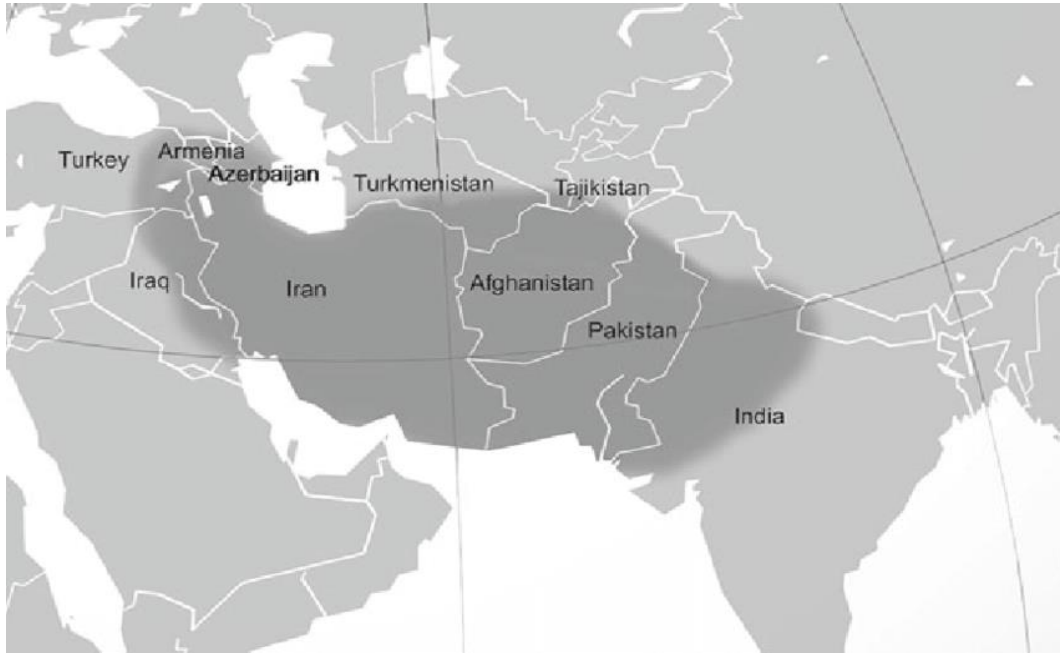 Turkey
Armenia
Azerbaijan
Turkmenistan
Tajikistan
Iraq
Iran
Afghanistan
Pakistan
India